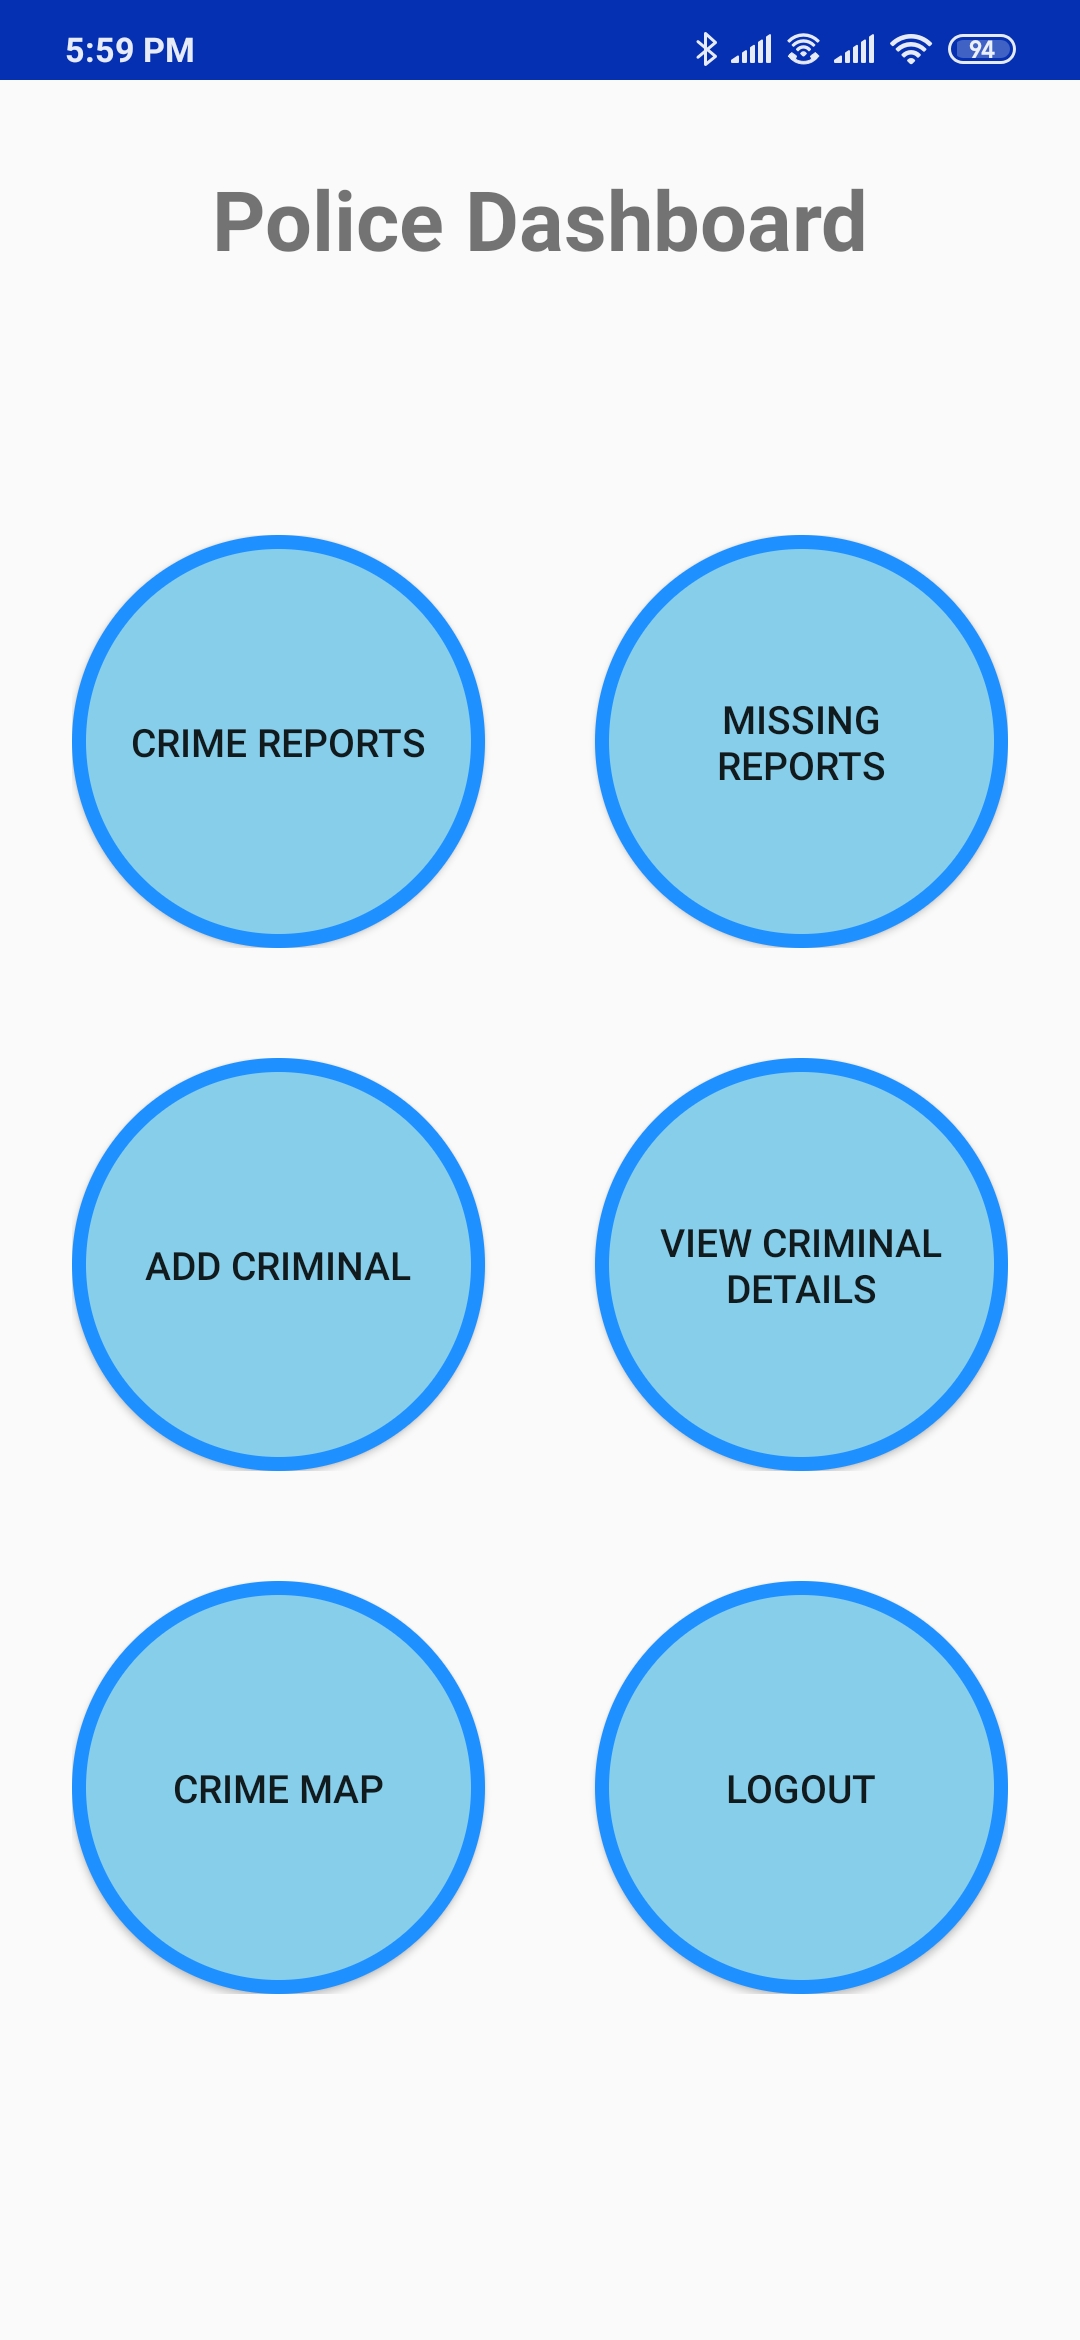 5:59 PM
94
Police Dashboard
CRIME REPORTS
MISSING
REPORTS
ADD CRIMINAL
VIEW CRIMINAL
DETAILS
CRIME MAP
LOGOUT